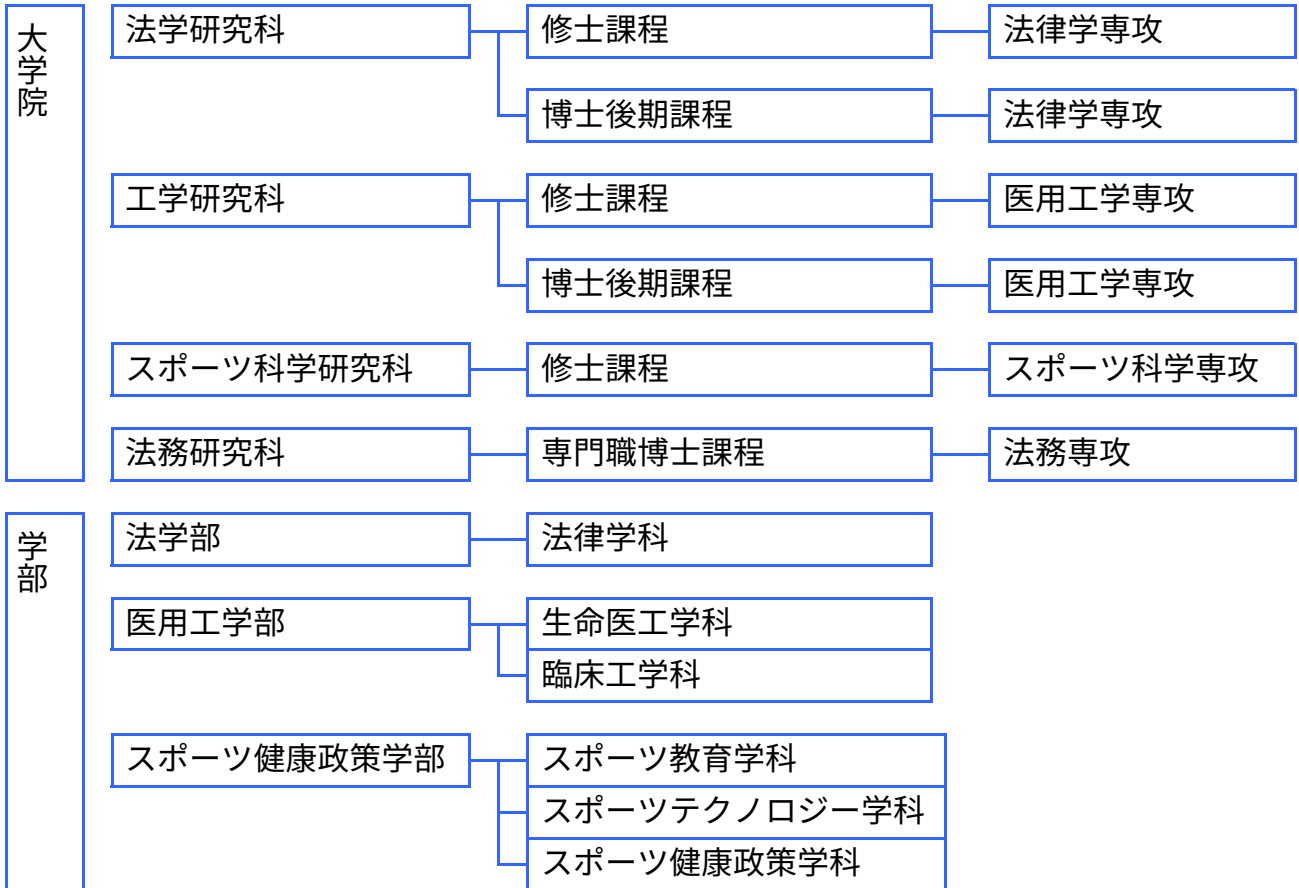 大学院
法学研究科
修士課程
法律学専攻
博士後期課程
法律学専攻
工学研究科
修士課程
医用工学専攻
博士後期課程
医用工学専攻
スポーツ科学研究科
修士課程
スポーツ科学専攻
法務研究科
専門職博士課程
法務専攻
学部
法学部
法律学科
医用工学部
生命医工学科
臨床工学科
スポーツ健康政策学部
スポーツ教育学科
スポーツテクノロジー学科
スポーツ健康政策学科